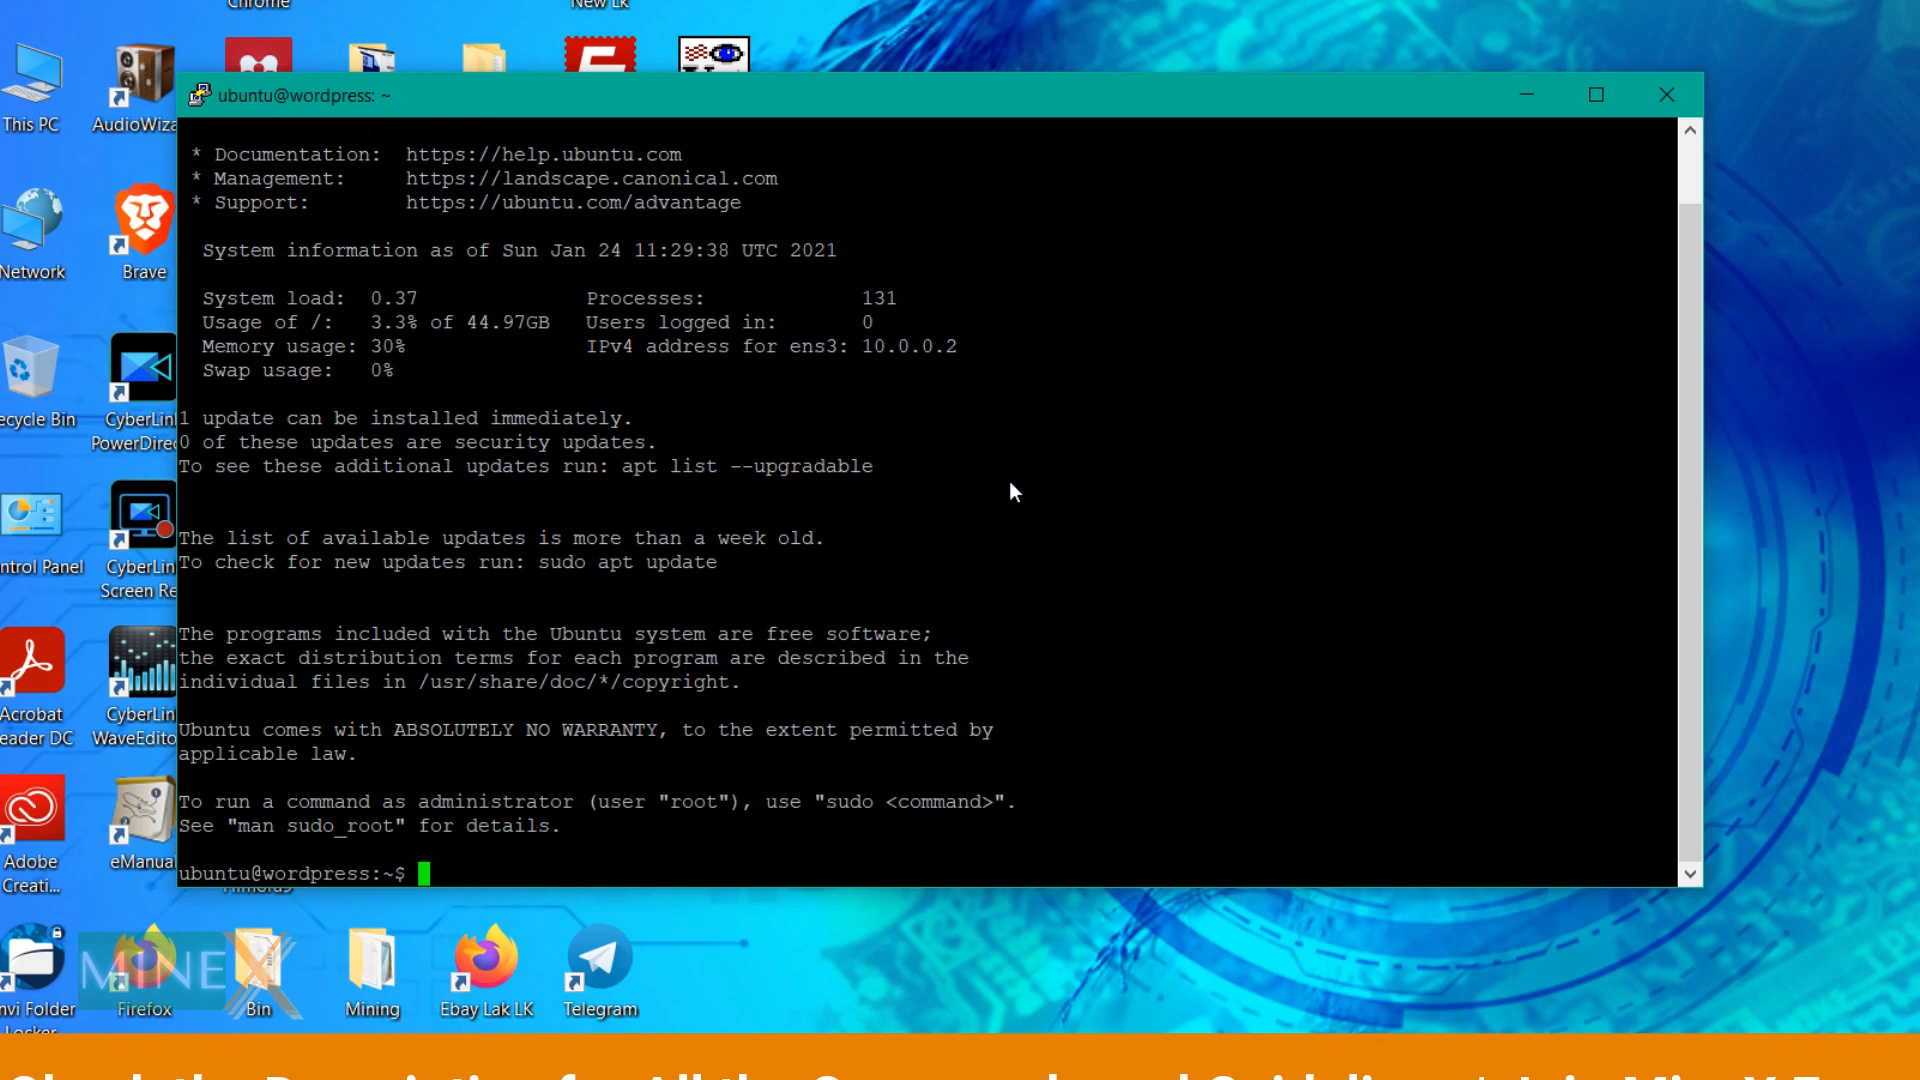 Chrome
New Lk
This PC
AudioWiza
ubuntu@wordpress: ~
* Documentation: https://help.ubuntu.com
* Management: https://landscape.canonical.com
* Support: https://ubuntu.com/advantage
System information as of Sun Jan 24 11:29:38 UTC 2021
System load: 0.37 Processes: 131
Usage of /: 3.3% of 44.97GB Users logged in: 0
Memory usage: 30% IPv4 address for ens3: 10.0.0.2
Swap usage: 0%
1 update can be installed immediately.
0 of these updates are security updates.
To see these additional updates run: apt list --upgradable
The list of available updates is more than a week old.
To check for new updates run: sudo apt update
The programs included with the Ubuntu system are free software;
the exact distribution terms for each program are described in the
individual files in /usr/share/doc/*/copyright.
Ubuntu comes with ABSOLUTELY NO WARRANTY, to the extent permitted by
applicable law.
To run a command as administrator (user "root"), use "sudo <command>".
See "man sudo_root" for details.
ubuntu@wordpress:~$
Network
Brave
ecycle Bin
CyberLin
PowerDirec
ntrol Panel
CyberLin
Screen Re
Acrobat
eader DC
CyberLin
WaveEdito
Adobe
Creati...
eManua
MINE X
nvi Folder
Locker
Firefox
Bin
Mining
Ebay Lak LK
Telegram